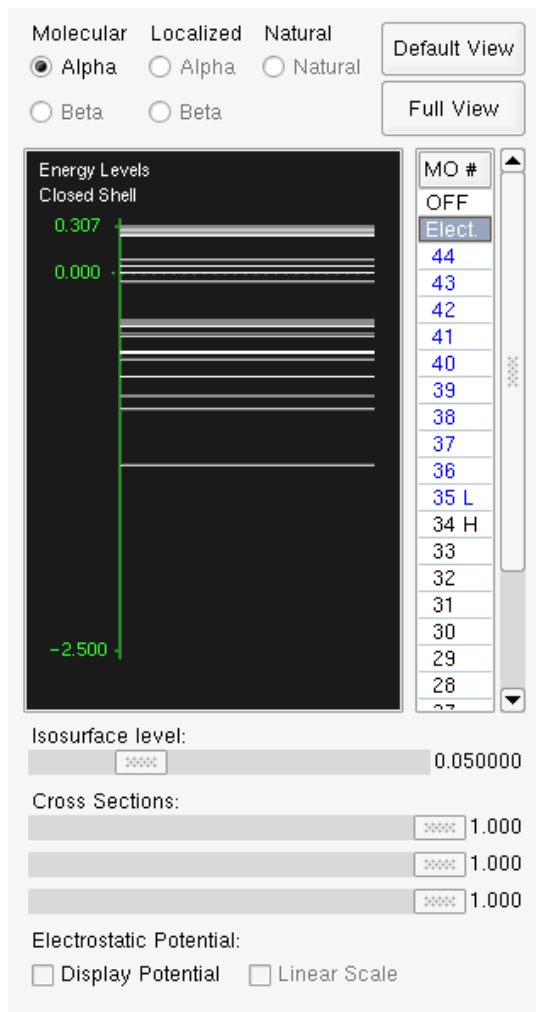 Molecular Localized Natural
Alpha Alpha Natural
Beta Beta
Default View
Full View
Energy Levels
Closed Shell
0.307
0.000
-2.500
MO #
OFF
Elect.
44
43
42
41
40
39
38
37
36
35 L
34 H
33
32
31
30
29
28
27
Isosurface level:
0.050000
Cross Sections:
1.000
1.000
1.000
Electrostatic Potential:
Display Potential Linear Scale